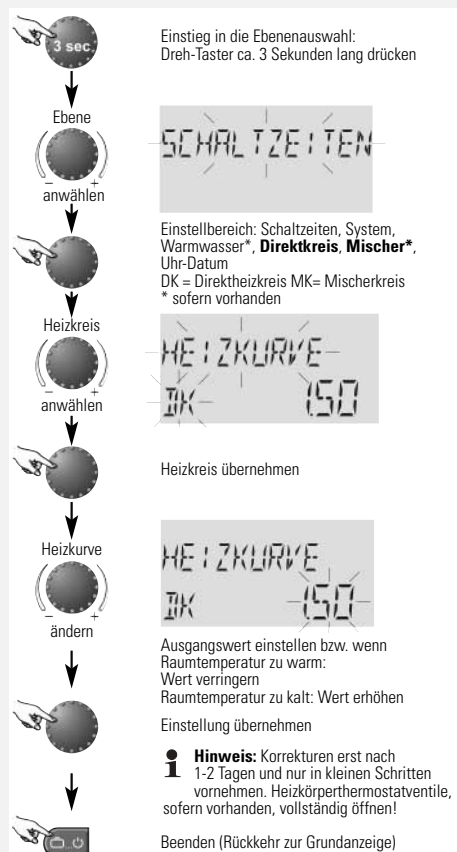 3 sec
Einstieg in die Ebenenauswahl:
Dreh-Taster ca. 3 Sekunden lang drücken
Ebene
– +
anwählen
SCHALTZEITEN
Einstellbereich: Schaltzeiten, System,
Warmwasser*, Direktkreis, Mischer*,
Uhr-Datum
DK = Direktheizkreis MK= Mischerkreis
* sofern vorhanden
Heizkreis
– +
anwählen
HEIZKURVE
DK 1.50
Heizkreis übernehmen
Heizkurve
– +
ändern
HEIZKURVE
DK 1.50
Ausgangswert einstellen bzw. wenn
Raumtemperatur zu warm:
Wert verringern
Raumtemperatur zu kalt: Wert erhöhen
Einstellung übernehmen
Hinweis: Korrekturen erst nach
1-2 Tagen und nur in kleinen Schritten
vornehmen. Heizkörperthermostatventile,
sofern vorhanden, vollständig öffnen!
Beenden (Rückkehr zur Grundanzeige)